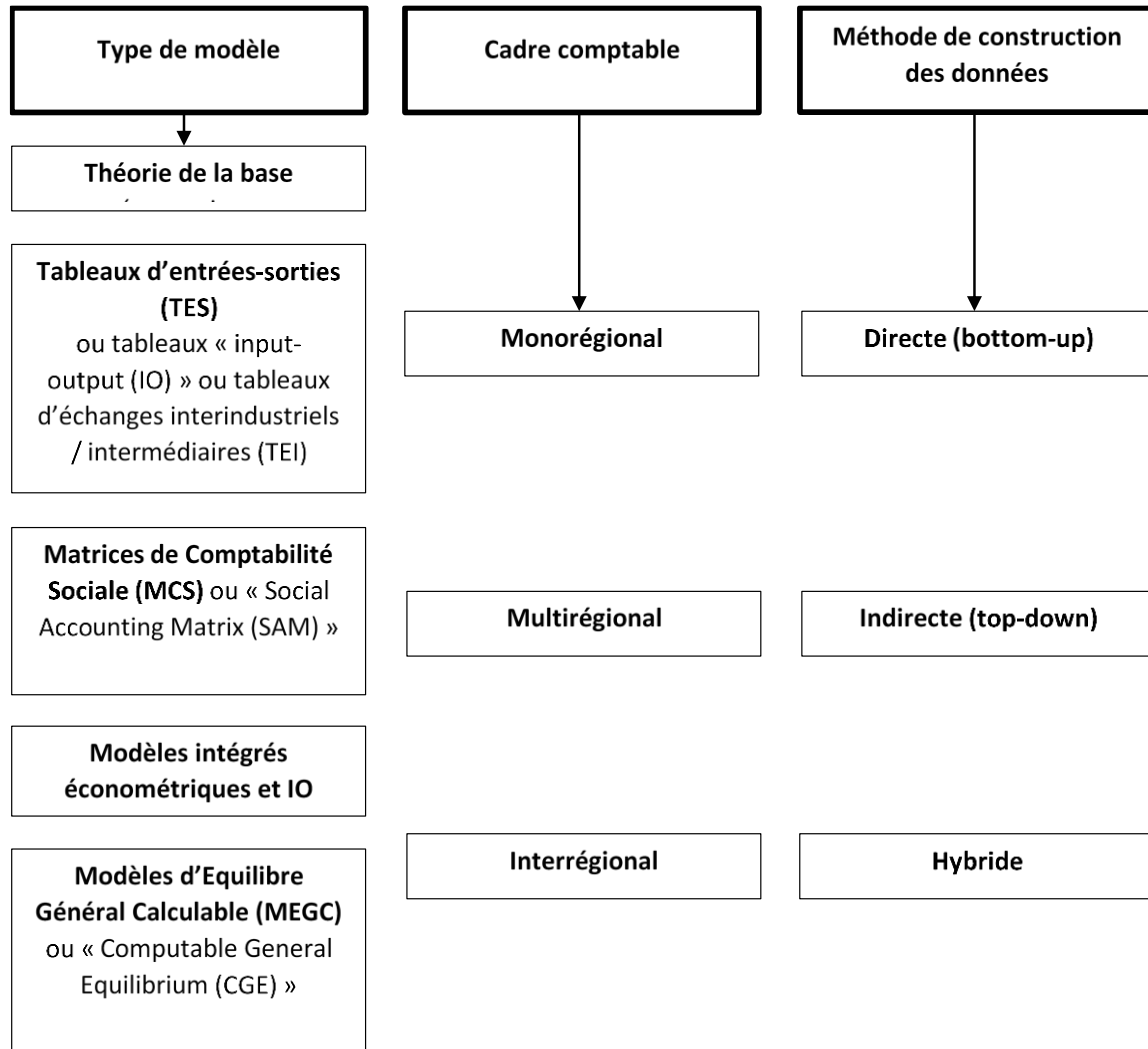 Type de modèle
Théorie de la base
Tableaux d’entrées-sorties
(TES)
ou tableaux « input-
output (IO) » ou tableaux
d’échanges interindustriels
/ intermédiaires (TEI)
Matrices de Comptabilité
Sociale (MCS) ou « Social
Accounting Matrix (SAM) »
Modèles intégrés
économétriques et IO
Modèles d’Equilibre
Général Calculable (MEGC)
ou « Computable General
Equilibrium (CGE) »
Cadre comptable
Monorégional
Multirégional
Interrégional
Méthode de construction
des données
Directe (bottom-up)
Indirecte (top-down)
Hybride